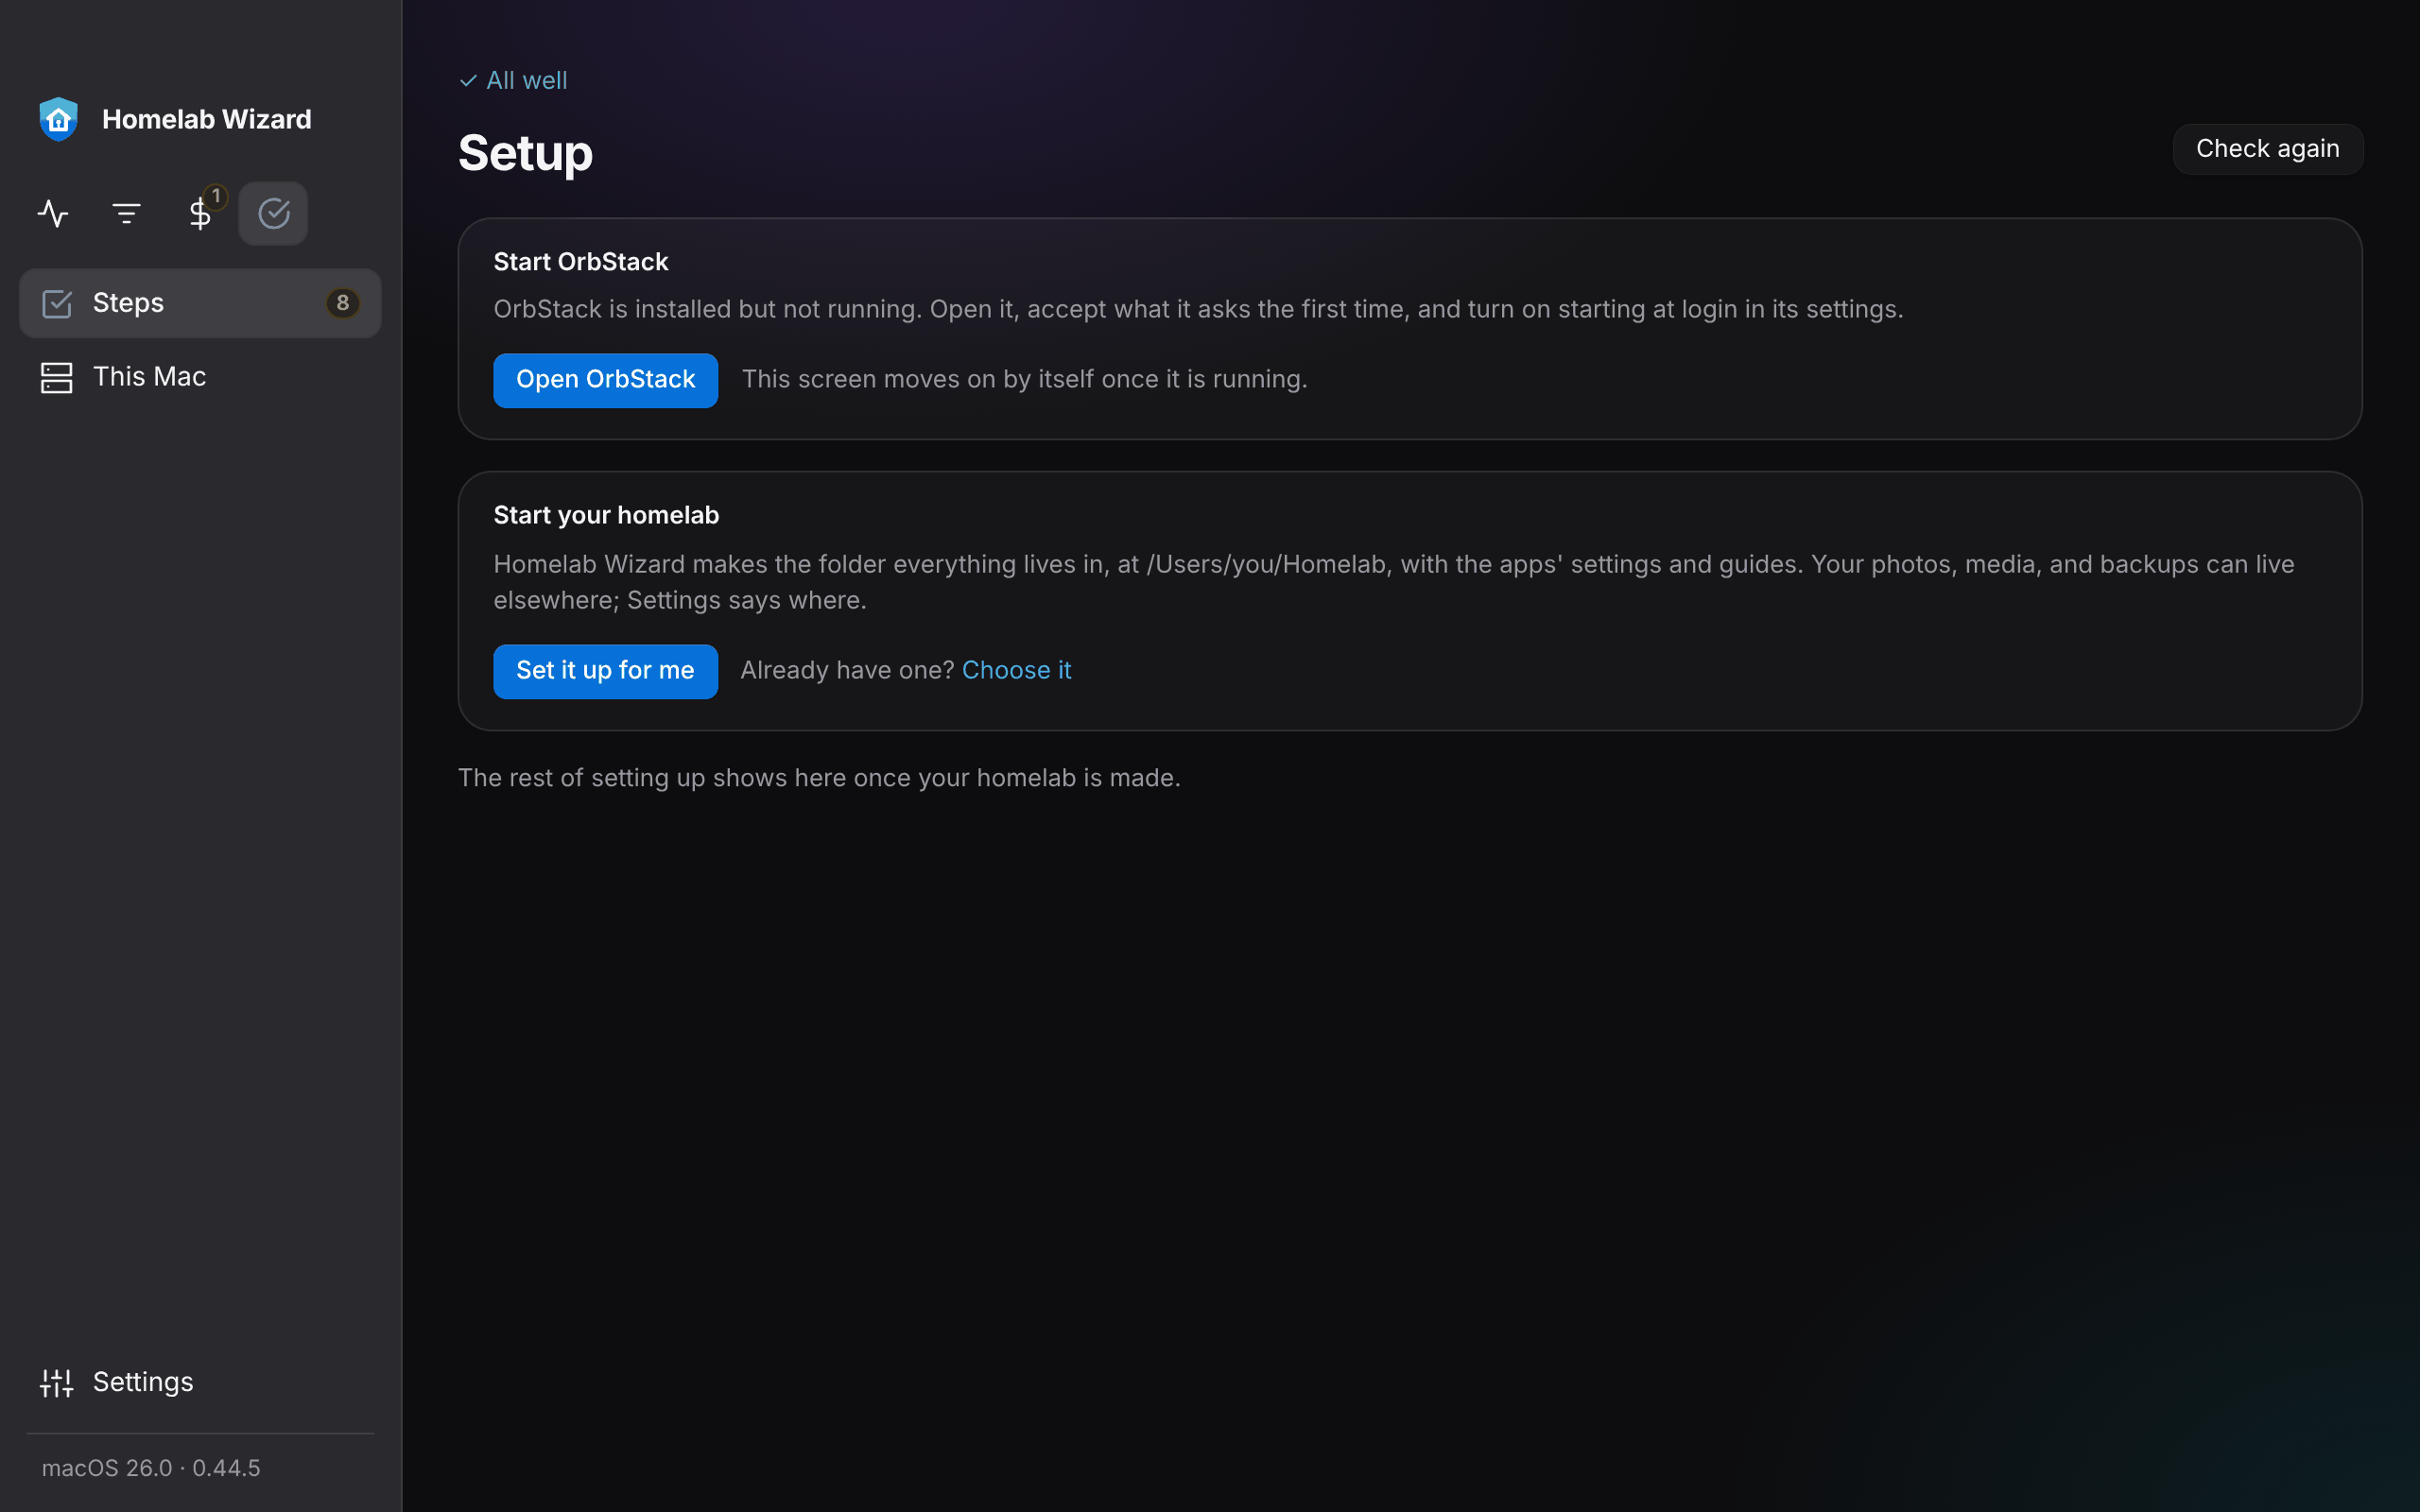 Homelab Wizard
1
Steps
8
This Mac
Settings
macOS 26.0 · 0.44.5
All well
Setup
Check again
Start OrbStack
OrbStack is installed but not running. Open it, accept what it asks the first time, and turn on starting at login in its settings.
Open OrbStack
This screen moves on by itself once it is running.
Start your homelab
Homelab Wizard makes the folder everything lives in, at /Users/you/Homelab, with the apps' settings and guides. Your photos, media, and backups can live
elsewhere; Settings says where.
Set it up for me
Already have one? Choose it
The rest of setting up shows here once your homelab is made.